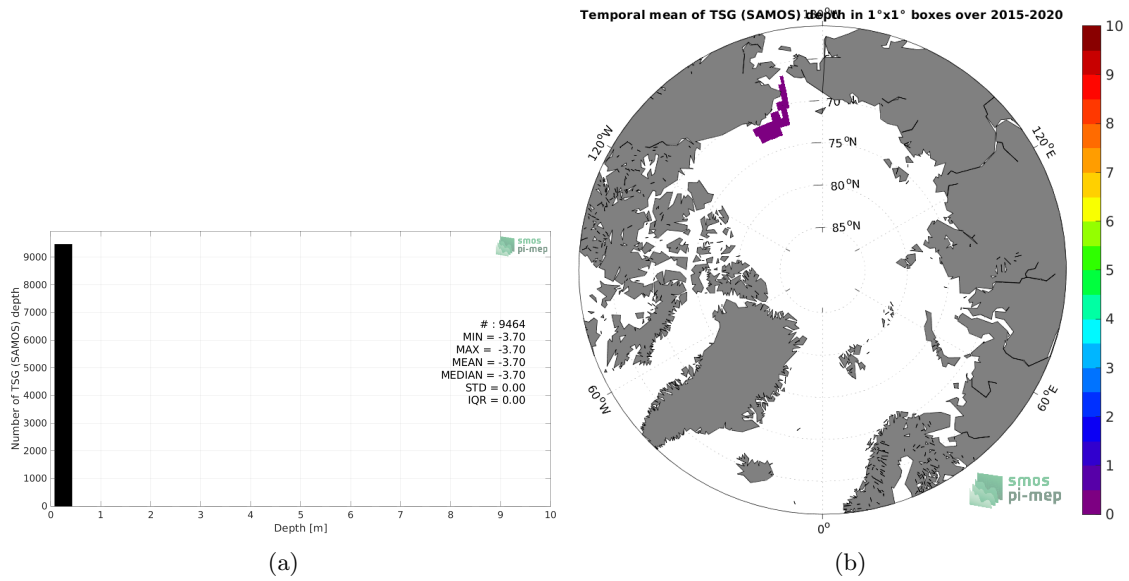 Temporal mean of TSG (SAMOS) depth in 1°x1° boxes over 2015-2020
Number of TSG (SAMOS) depth
9000
8000
7000
6000
5000
4000
3000
2000
1000
0
smos
pi-mep
# : 9464
MIN = -3.70
MAX = -3.70
MEAN = -3.70
MEDIAN = -3.70
STD = 0.00
IQR = 0.00
0 1 2 3 4 5 6 7 8 9 10
Depth [m]
(a)
180°W
120°W
120°E
60°W
60°E
0°
70°N
75°N
80°N
85°N
smos
pi-mep
10
9
8
7
6
5
4
3
2
1
0
(b)